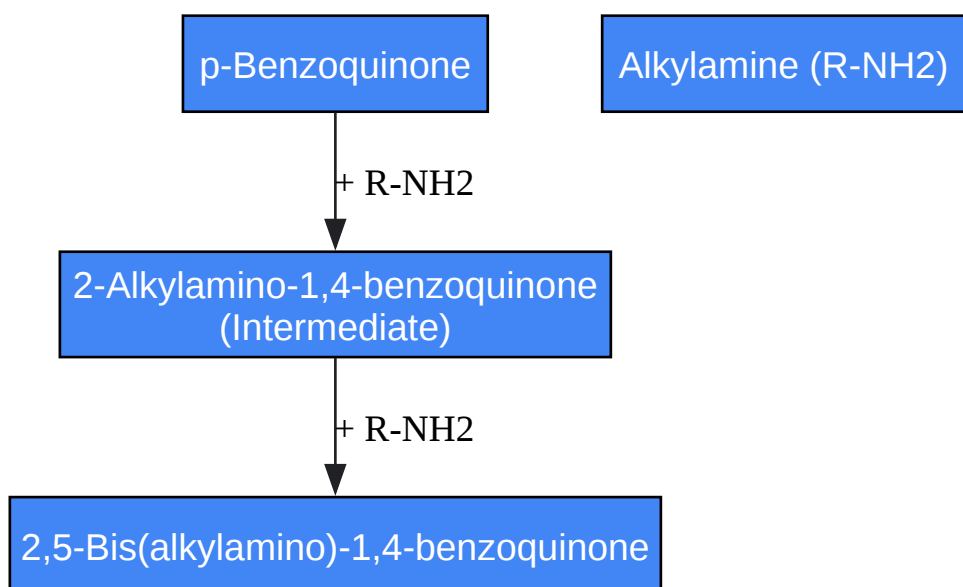 p-Benzoquinone
Alkylamine (R-NH2)
+ R-NH2
2-Alkylamino-1,4-benzoquinone
(Intermediate)
+ R-NH2
2,5-Bis(alkylamino)-1,4-benzoquinone